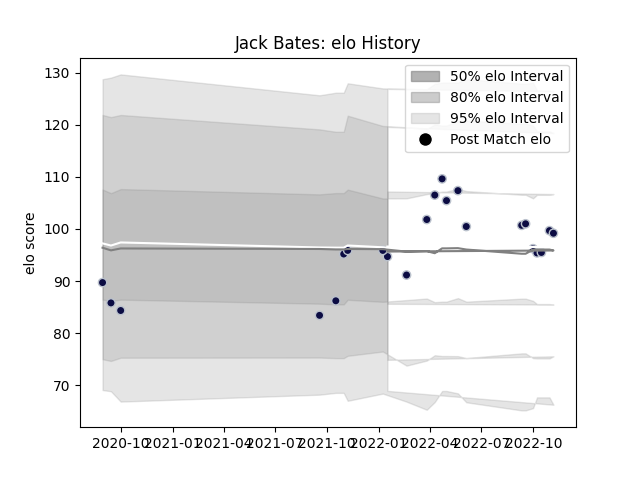 Jack Bates: elo History
50% elo Interval
80% elo Interval
95% elo Interval
Post Match elo
elo score
130
120
110
100
90
80
70
2020-10 2021-01 2021-04 2021-07 2021-10 2022-01 2022-04 2022-07 2022-10